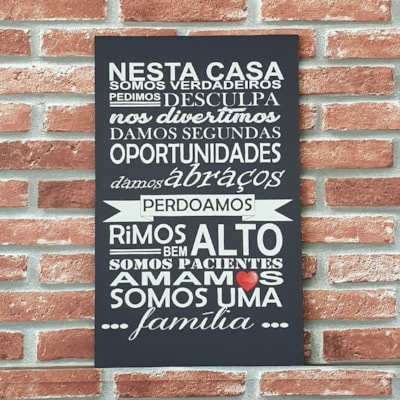 NESTA CASA
SOMOS VERDADEIROS
PEDIMOS DESCULPA
nos divertimos
DAMOS SEGUNDAS
OPORTUNIDADES
damos abraços
PERDOAMOS
RiMOS BEM ALTO
SOMOS PACIENTES
AMAMOS
SOMOS UMA
... família ...